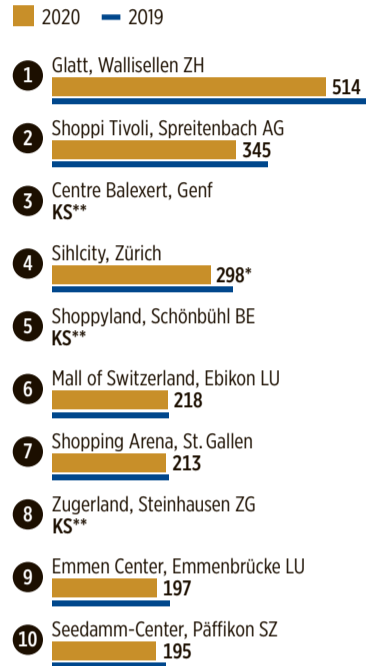 2020 2019
1 Glatt, Wallisellen ZH
514
2 Shoppi Tivoli, Spreitenbach AG
345
3 Centre Balexert, Genf
KS**
4 Sihlcity, Zürich
298*
5 Shoppyland, Schönbühl BE
KS**
6 Mall of Switzerland, Ebikon LU
218
7 Shopping Arena, St. Gallen
213
8 Zugerland, Steinhausen ZG
KS**
9 Emmen Center, Emmenbrücke LU
197
10 Seedamm-Center, Päffikon SZ
195